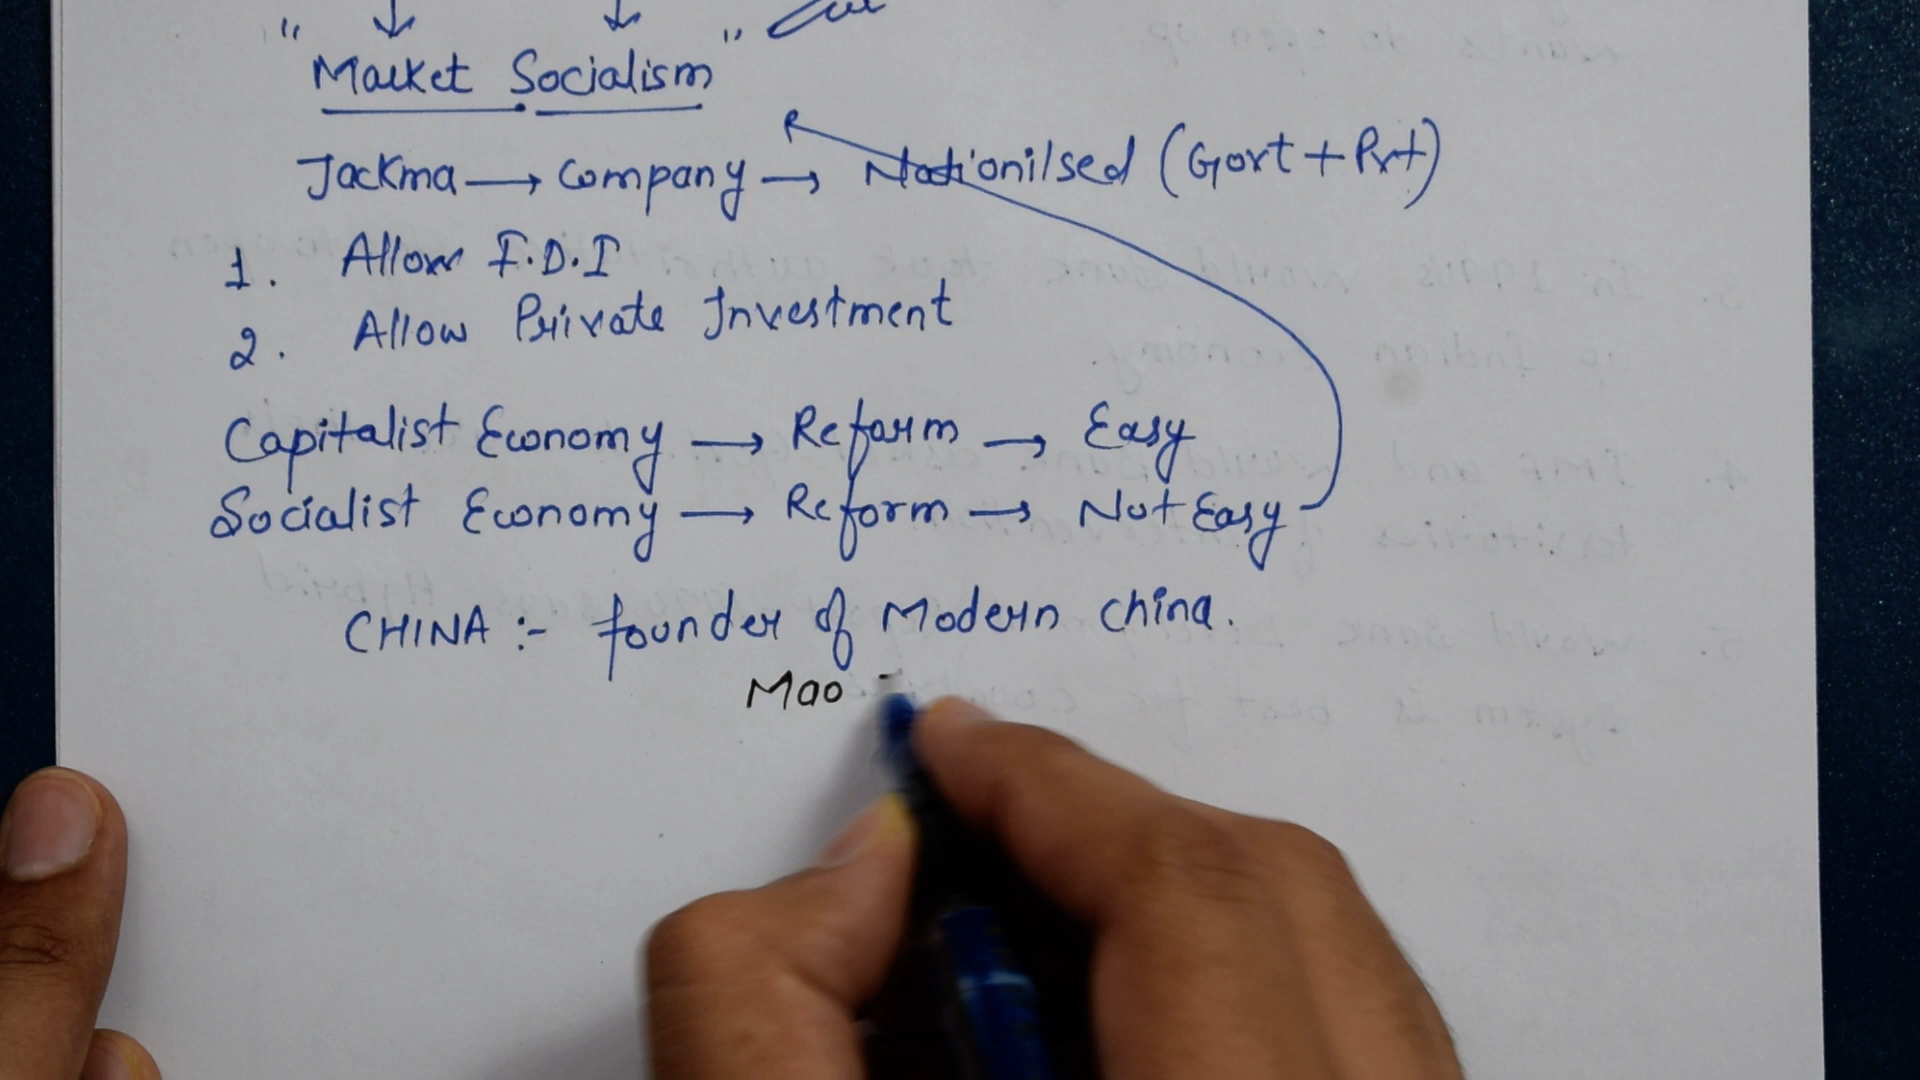 "Market Socialism"
Jackma → Company → Nationilsed (Govt + Pvt)
1. Allow F.D.I
2. Allow Private Investment
Capitalist Economy → Reform → Easy
Socialist Economy → Reform → Not Easy
CHINA :- founder of Modern China.
Mao